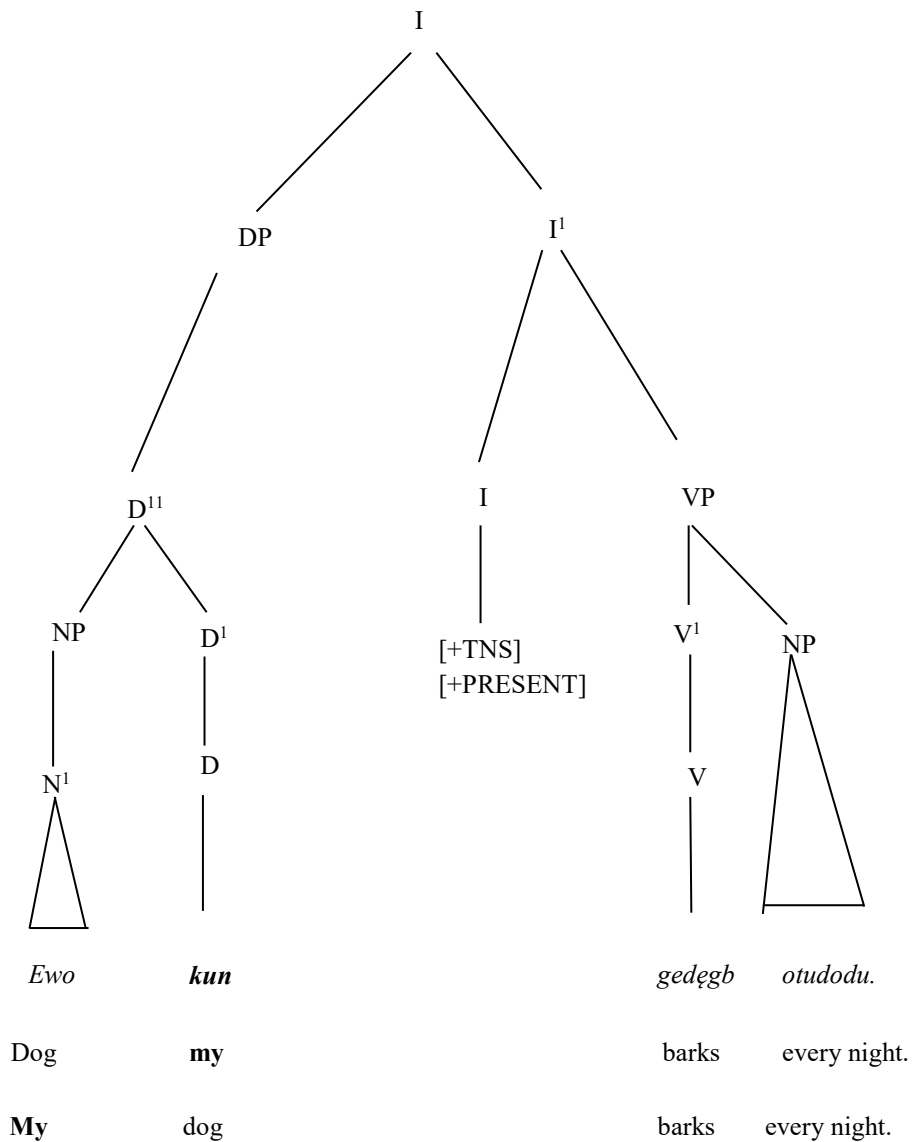 I
DP I¹
D¹¹ I VP
NP D¹ [+TNS] V¹ NP
[+PRESENT]
N¹ D V
Ewo kun gedęgb otudodu.
Dog my barks every night.
My dog barks every night.